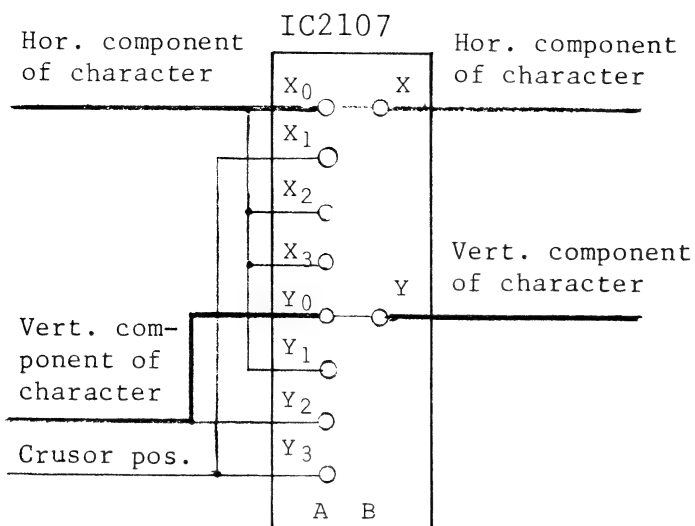 IC2107
Hor. component
of character
Hor. component
of character
X0
X
X1
X2
X3
Vert. component
of character
Y0
Y
Vert. com-
ponent of
character
Y1
Y2
Crusor pos.
Y3
A B